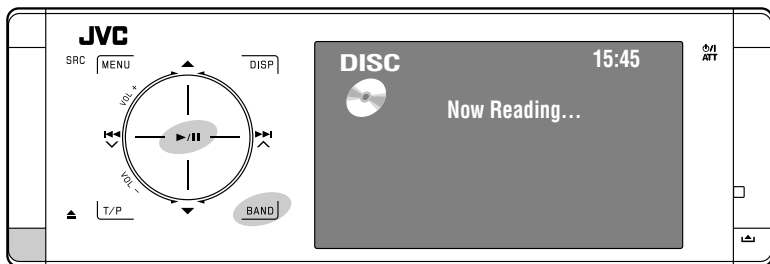 JVC
SRC
MENU
DISP
VOL +
VOL –
T/P
BAND
DISC
15:45
Now Reading...
/I
ATT